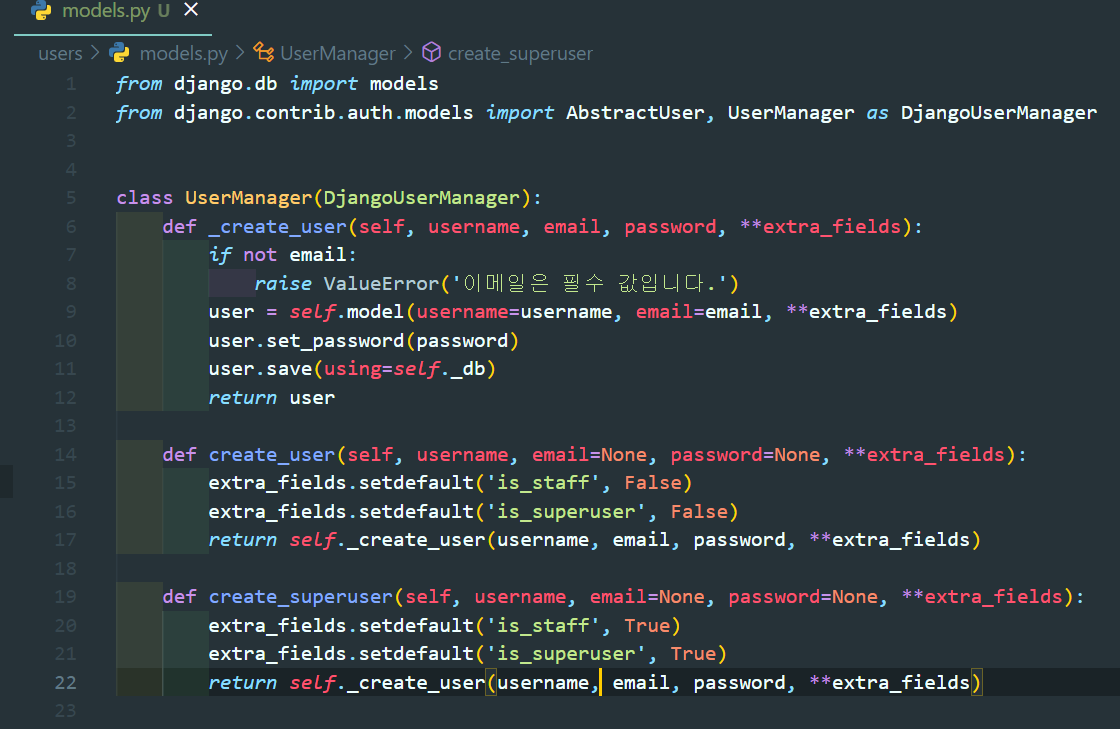 models.py U ×
users > models.py > UserManager > create_superuser
1 from django.db import models
2 from django.contrib.auth.models import AbstractUser, UserManager as DjangoUserManager
3
4
5 class UserManager(DjangoUserManager):
6     def _create_user(self, username, email, password, **extra_fields):
7         if not email:
8             raise ValueError('이메일은 필수 값입니다.')
9         user = self.model(username=username, email=email, **extra_fields)
10         user.set_password(password)
11         user.save(using=self._db)
12         return user
13
14     def create_user(self, username, email=None, password=None, **extra_fields):
15         extra_fields.setdefault('is_staff', False)
16         extra_fields.setdefault('is_superuser', False)
17         return self._create_user(username, email, password, **extra_fields)
18
19     def create_superuser(self, username, email=None, password=None, **extra_fields):
20         extra_fields.setdefault('is_staff', True)
21         extra_fields.setdefault('is_superuser', True)
22         return self._create_user(username, email, password, **extra_fields)
23